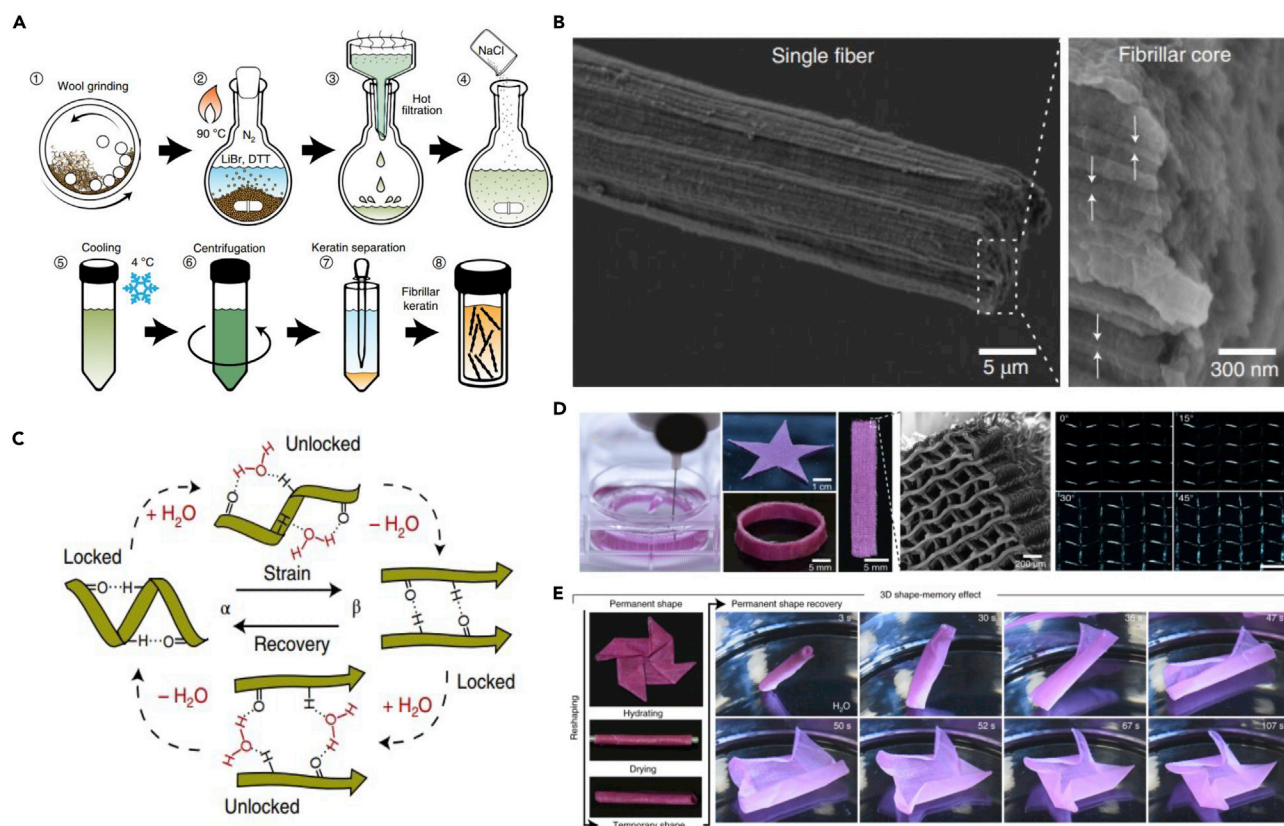 A
①
Wool grinding
②
90 °C
N₂
LiBr, DTT
③
Hot
filtration
④
NaCl
⑤
Cooling
4 °C
⑥
Centrifugation
⑦
Keratin separation
⑧
Fibrillar
keratin
B
Single fiber
5 µm
Fibrillar core
300 nm
C
Unlocked
H
H
O
O
H
H
O
H
O
H
+ H₂O
− H₂O
Locked
O
H
H
O
Strain
α
β
Recovery
O
H
H
O
Locked
− H₂O
+ H₂O
O
H
H
O
H
H
O
H
H
O
Unlocked
D
1 cm
5 mm
5 mm
200 µm
0°
15°
30°
45°
E
3D shape-memory effect
Permanent shape
Permanent shape recovery
Reshaping
Hydrating
Drying
Temporary shape
3 s
H₂O
30 s
35 s
47 s
50 s
52 s
67 s
107 s